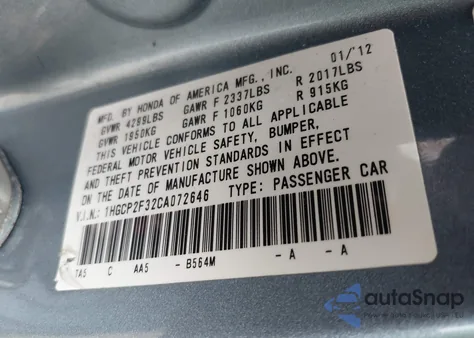 MFD. BY HONDA OF AMERICA MFG., INC. 01/'12
GVWR 4289LBS GAWR F 2337LBS R 2017LBS
GVWR 1950KG GAWR F 1060KG R 915KG
THIS VEHICLE CONFORMS TO ALL APPLICABLE
FEDERAL MOTOR VEHICLE SAFETY, BUMPER,
AND THEFT PREVENTION STANDARDS IN EFFECT
ON THE DATE OF MANUFACTURE SHOWN ABOVE.
V.I.N.: 1HGCP2F32CA072646 TYPE: PASSENGER CAR
TA5 C AA5 - B564M - A - A
autoSnap